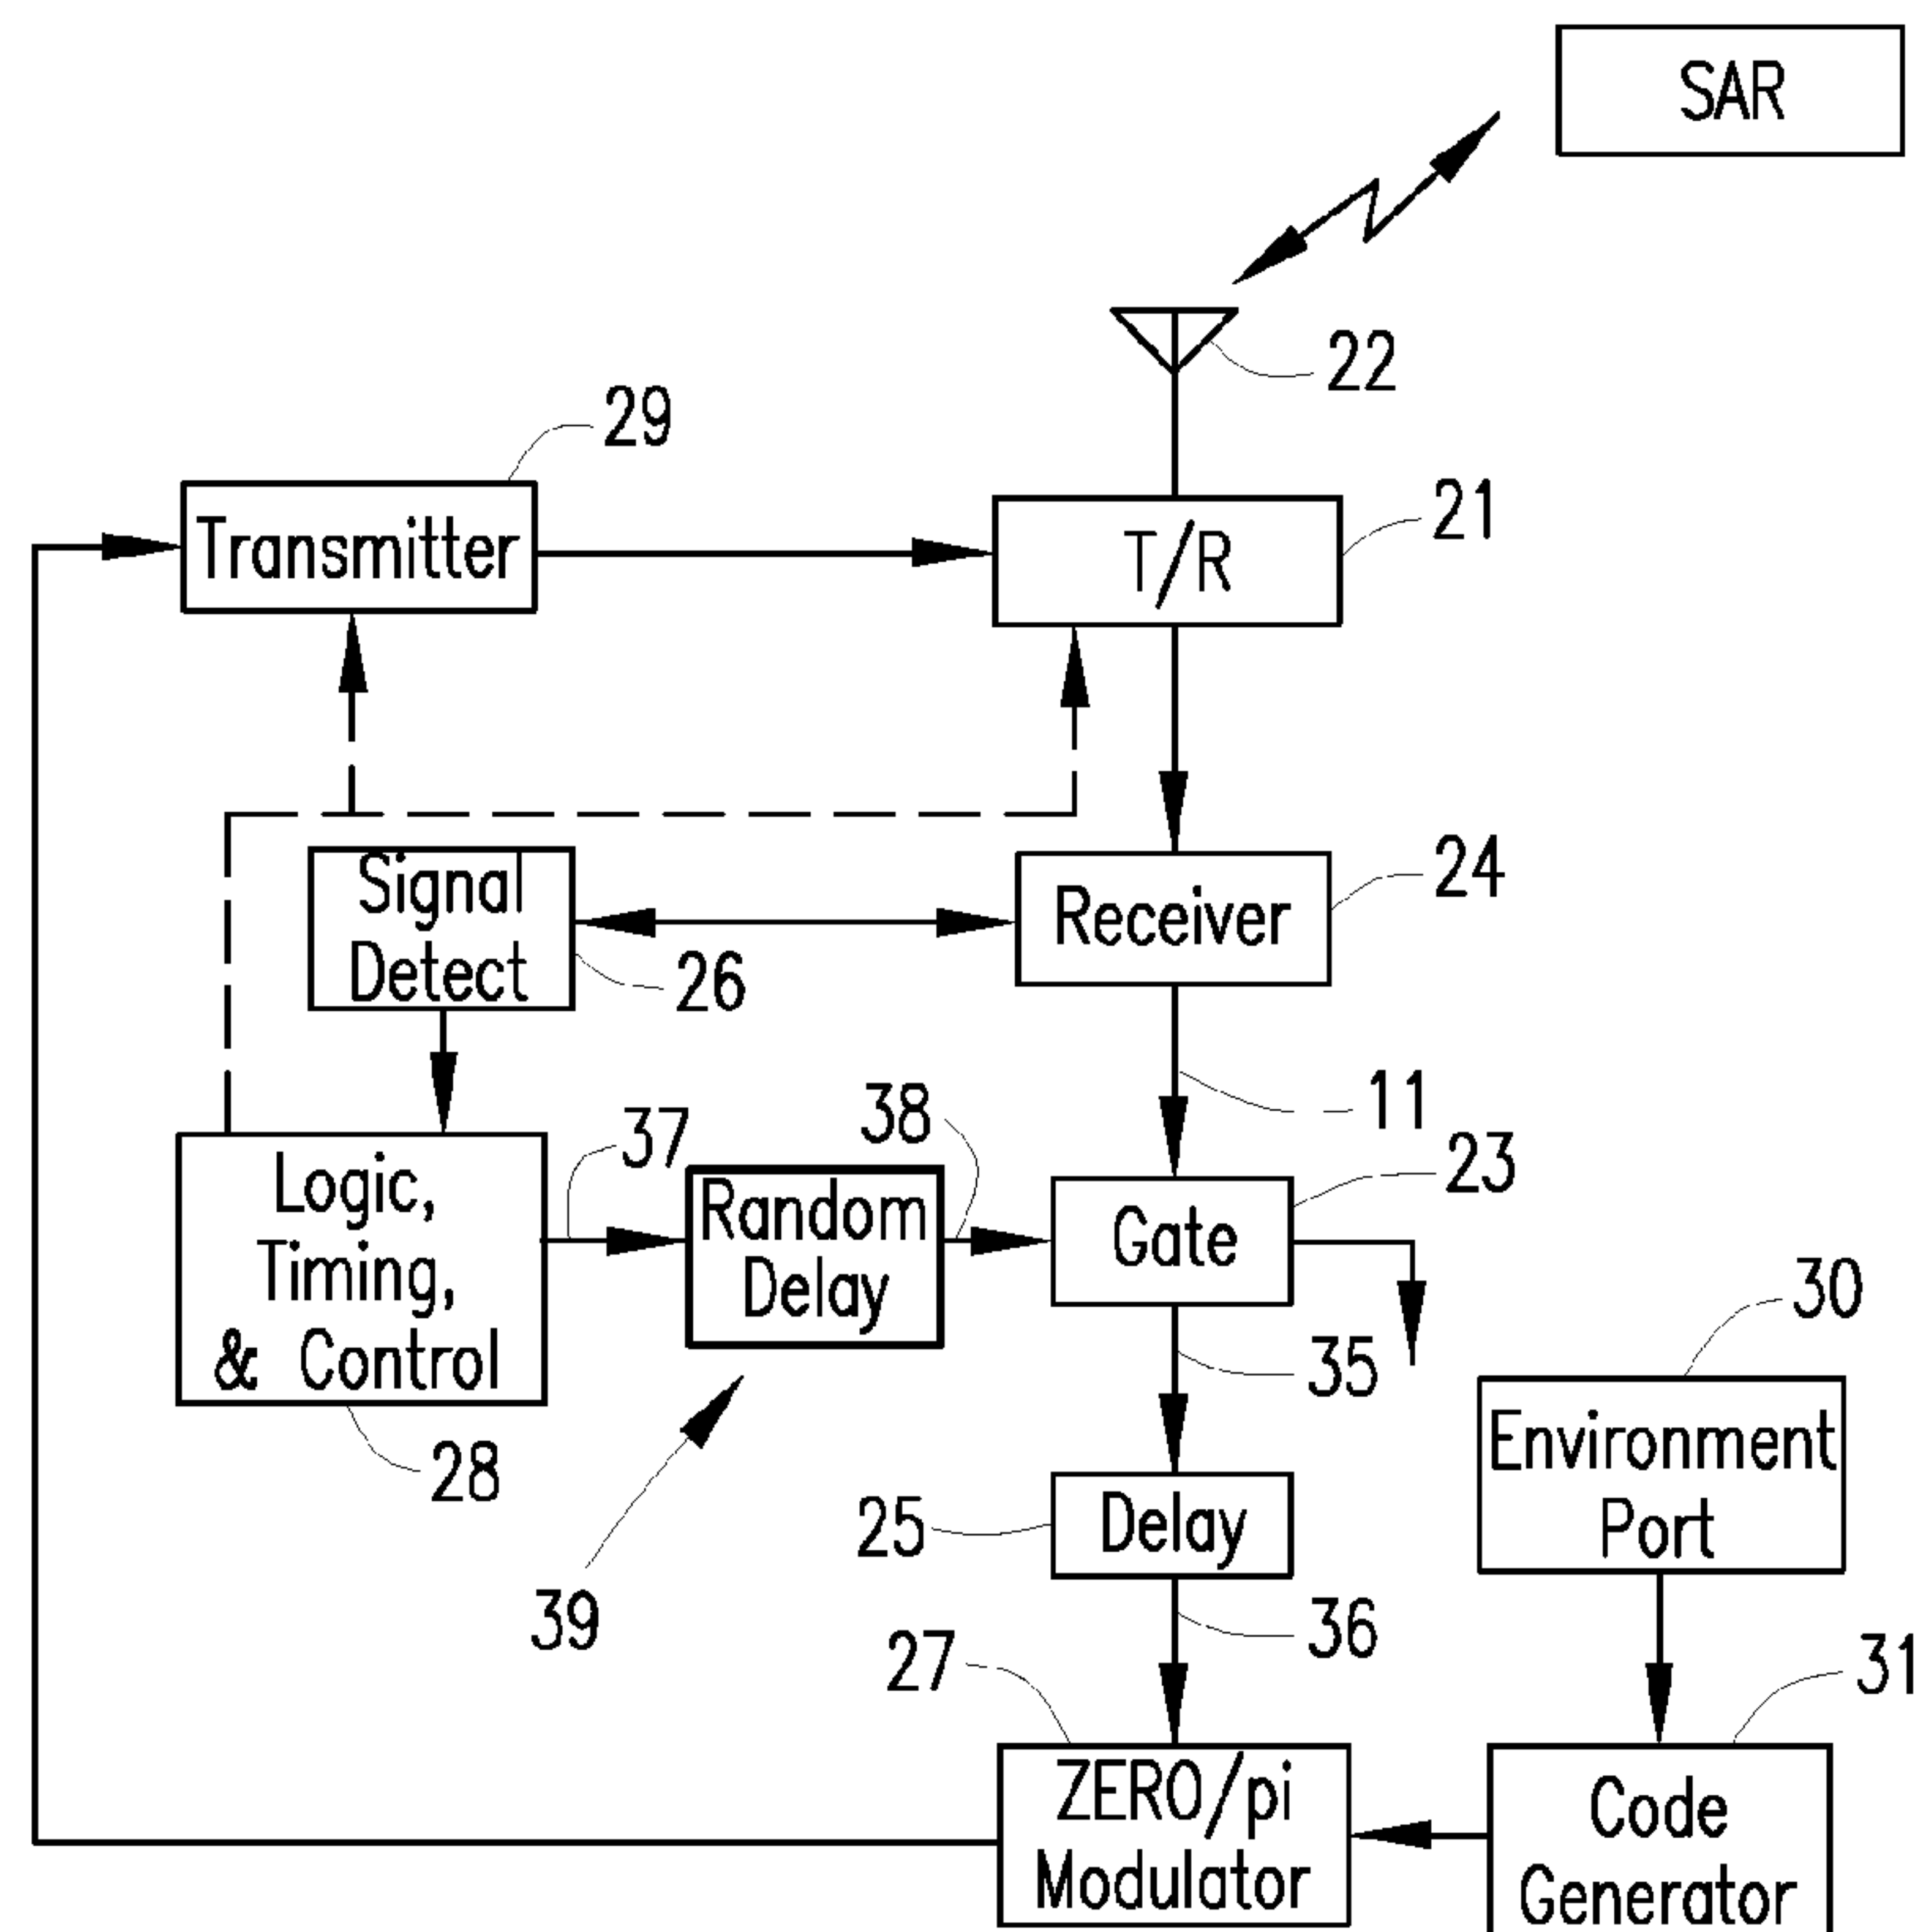 SAR
22
29
Transmitter
T/R
21
Signal
Detect
26
Receiver
24
11
37
38
23
Logic,
Timing,
& Control
Random
Delay
Gate
30
35
28
Environment
Port
25
Delay
39
36
27
31
ZERO/pi
Modulator
Code
Generator